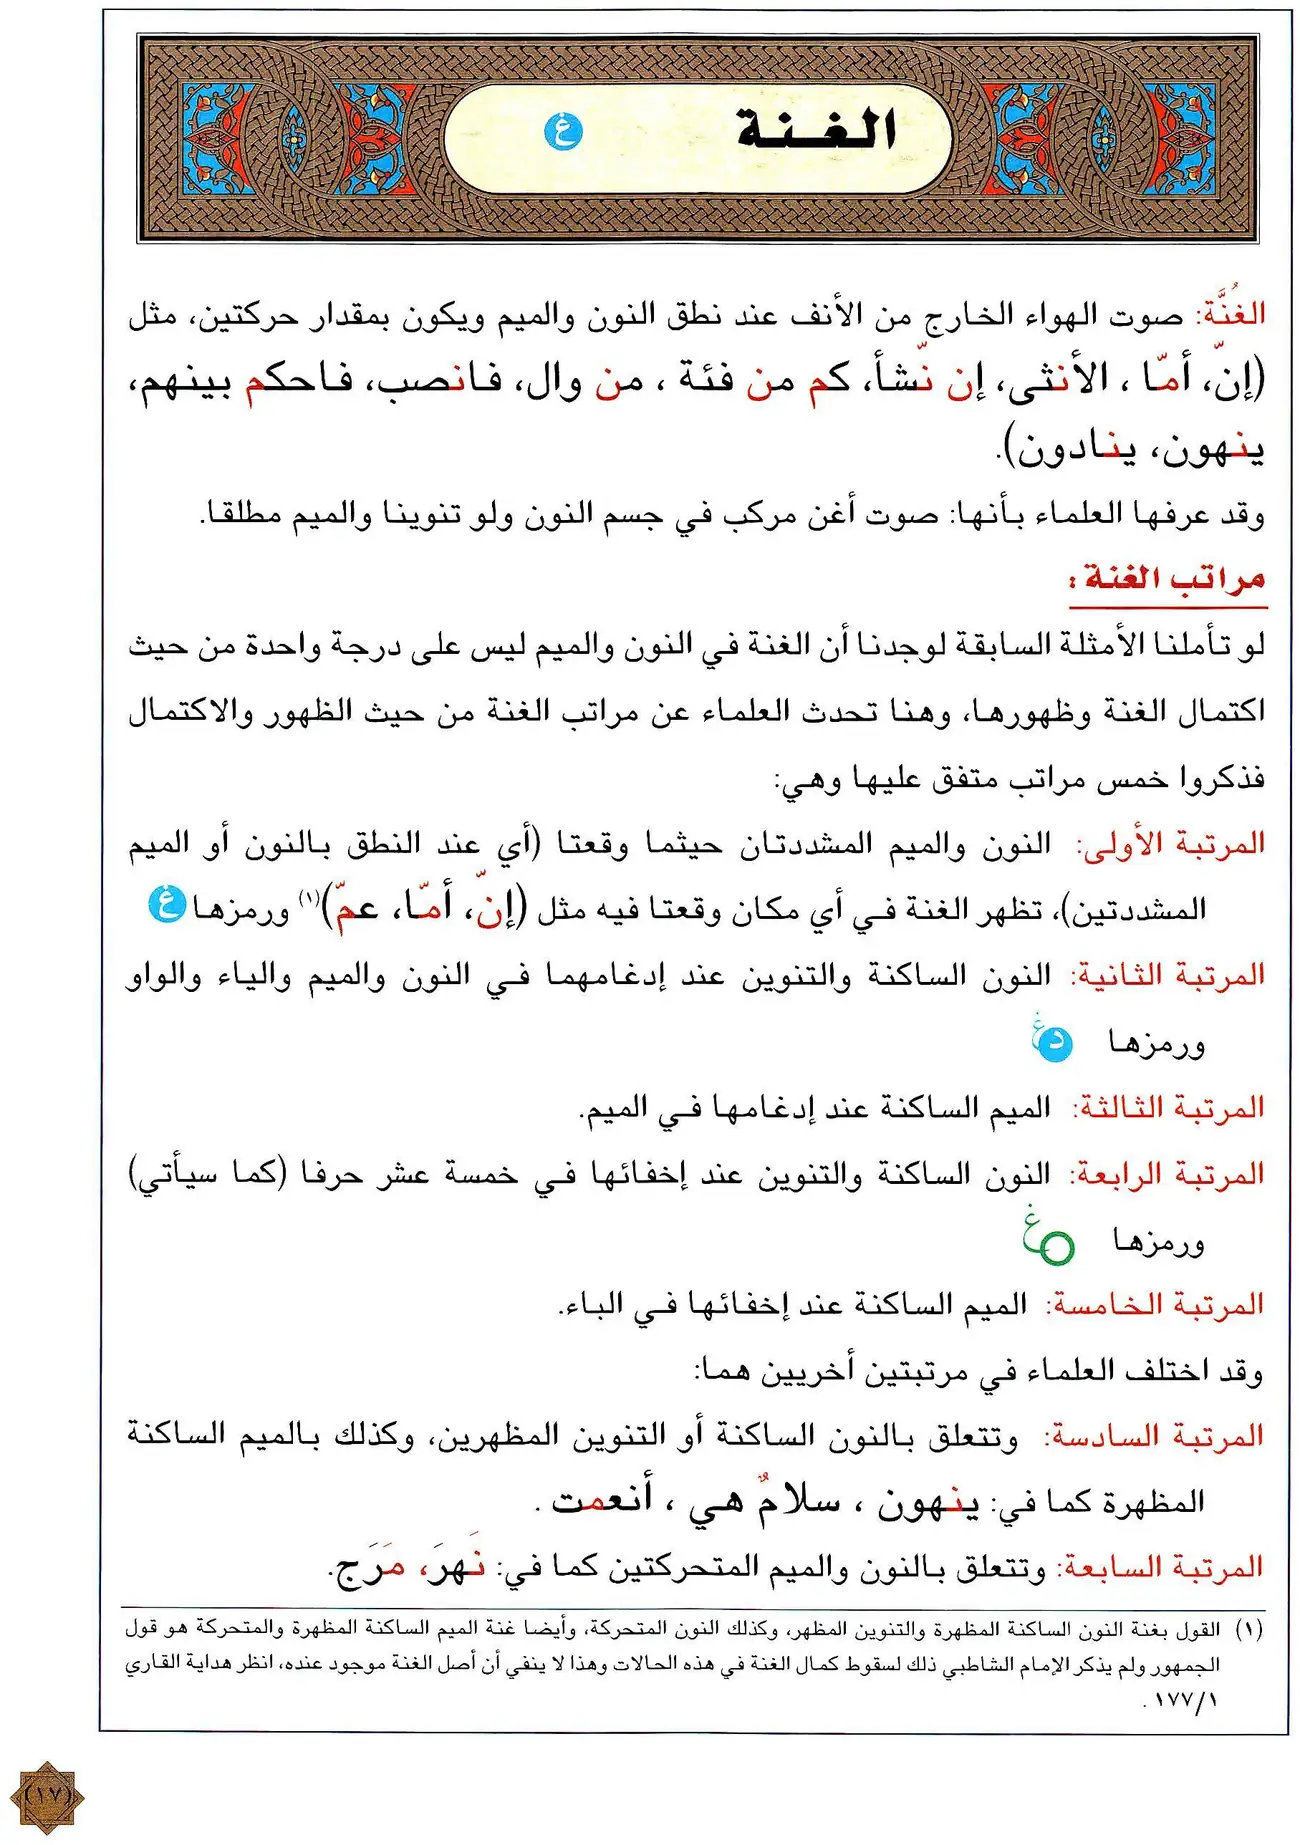 الغنة غ
الغُنَّة: صوت الهواء الخارج من الأنف عند نطق النون والميم ويكون بمقدار حركتين، مثل
(إنّ، أمّا ، الأنثى، إن نّشأ، كم من فئة ، من وال، فانصب، فاحكم بينهم،
ينهون، ينادون).
وقد عرفها العلماء بأنها: صوت أغن مركب في جسم النون ولو تنوينا والميم مطلقا.
مراتب الغنة :
لو تأملنا الأمثلة السابقة لوجدنا أن الغنة في النون والميم ليس على درجة واحدة من حيث
اكتمال الغنة وظهورها، وهنا تحدث العلماء عن مراتب الغنة من حيث الظهور والاكتمال
فذكروا خمس مراتب متفق عليها وهي:
المرتبة الأولى: النون والميم المشددتان حيثما وقعتا (أي عند النطق بالنون أو الميم
المشددتين)، تظهر الغنة في أي مكان وقعتا فيه مثل (إنّ، أمّا، عمّ)(١) ورمزها غ
المرتبة الثانية: النون الساكنة والتنوين عند إدغامهما في النون والميم والياء والواو
ورمزها د غ
المرتبة الثالثة: الميم الساكنة عند إدغامها في الميم.
المرتبة الرابعة: النون الساكنة والتنوين عند إخفائها في خمسة عشر حرفا (كما سيأتي)
ورمزها غ
المرتبة الخامسة: الميم الساكنة عند إخفائها في الباء.
وقد اختلف العلماء في مرتبتين أخريين هما:
المرتبة السادسة: وتتعلق بالنون الساكنة أو التنوين المظهرين، وكذلك بالميم الساكنة
المظهرة كما في: ينهون ، سلامٌ هي ، أنعمت .
المرتبة السابعة: وتتعلق بالنون والميم المتحركتين كما في: نَهرَ، مَرَج.
(١) القول بغنة النون الساكنة المظهرة والتنوين المظهر، وكذلك النون المتحركة، وأيضا غنة الميم الساكنة المظهرة والمتحركة هو قول
الجمهور ولم يذكر الإمام الشاطبي ذلك لسقوط كمال الغنة في هذه الحالات وهذا لا ينفي أن أصل الغنة موجود عنده، انظر هداية القاري
١٧٧/١ .
(١٧)